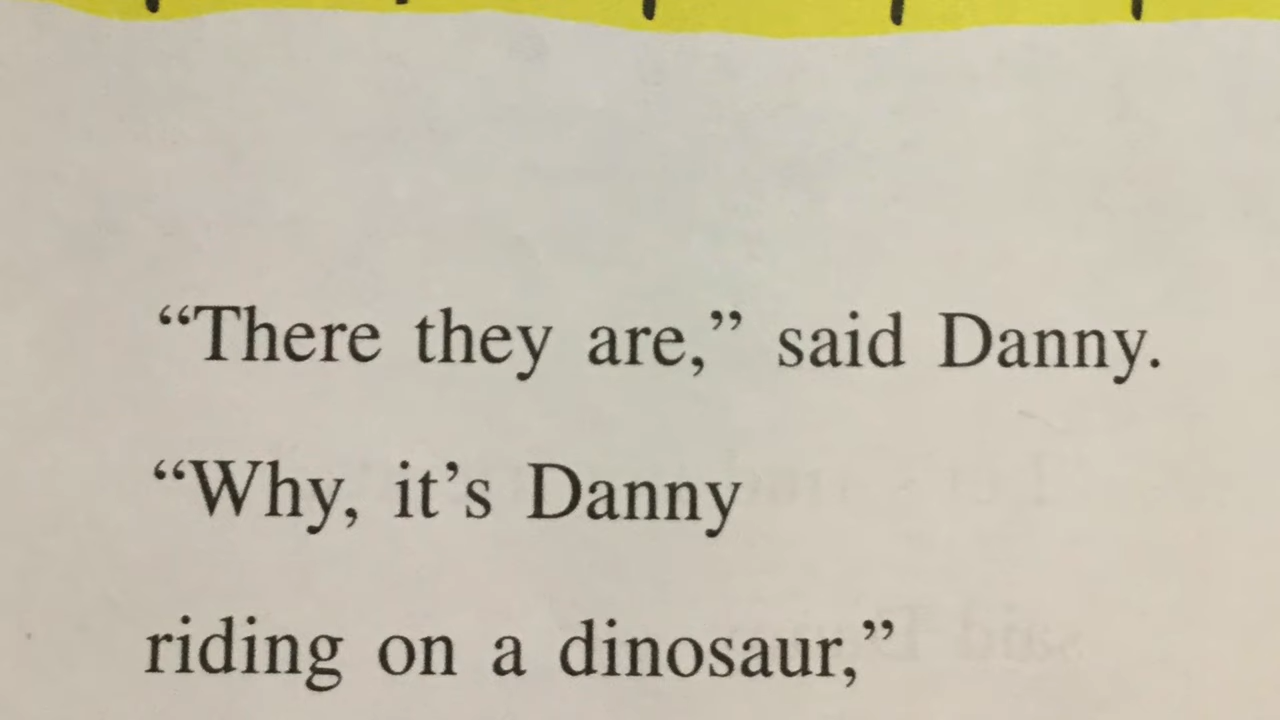 “There they are,” said Danny.
“Why, it’s Danny
riding on a dinosaur,”